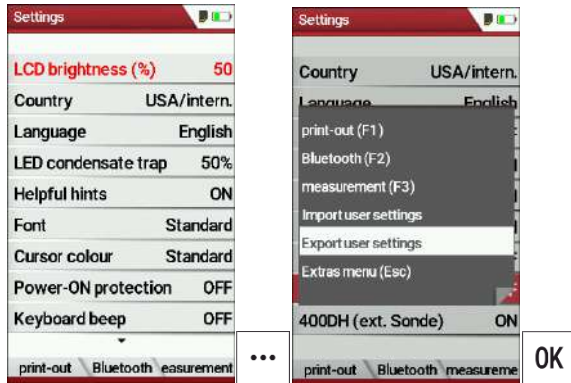 Settings
LCD brightness (%) 50
Country USA/intern.
Language English
LED condensate trap 50%
Helpful hints ON
Font Standard
Cursor colour Standard
Power-ON protection OFF
Keyboard beep OFF
print-out Bluetooth easurement
...
Settings
Country USA/intern.
Language English
print-out (F1)
Bluetooth (F2)
measurement (F3)
Import user settings
Export user settings
Extras menu (Esc)
400DH (ext. Sonde) ON
print-out Bluetooth measureme
OK